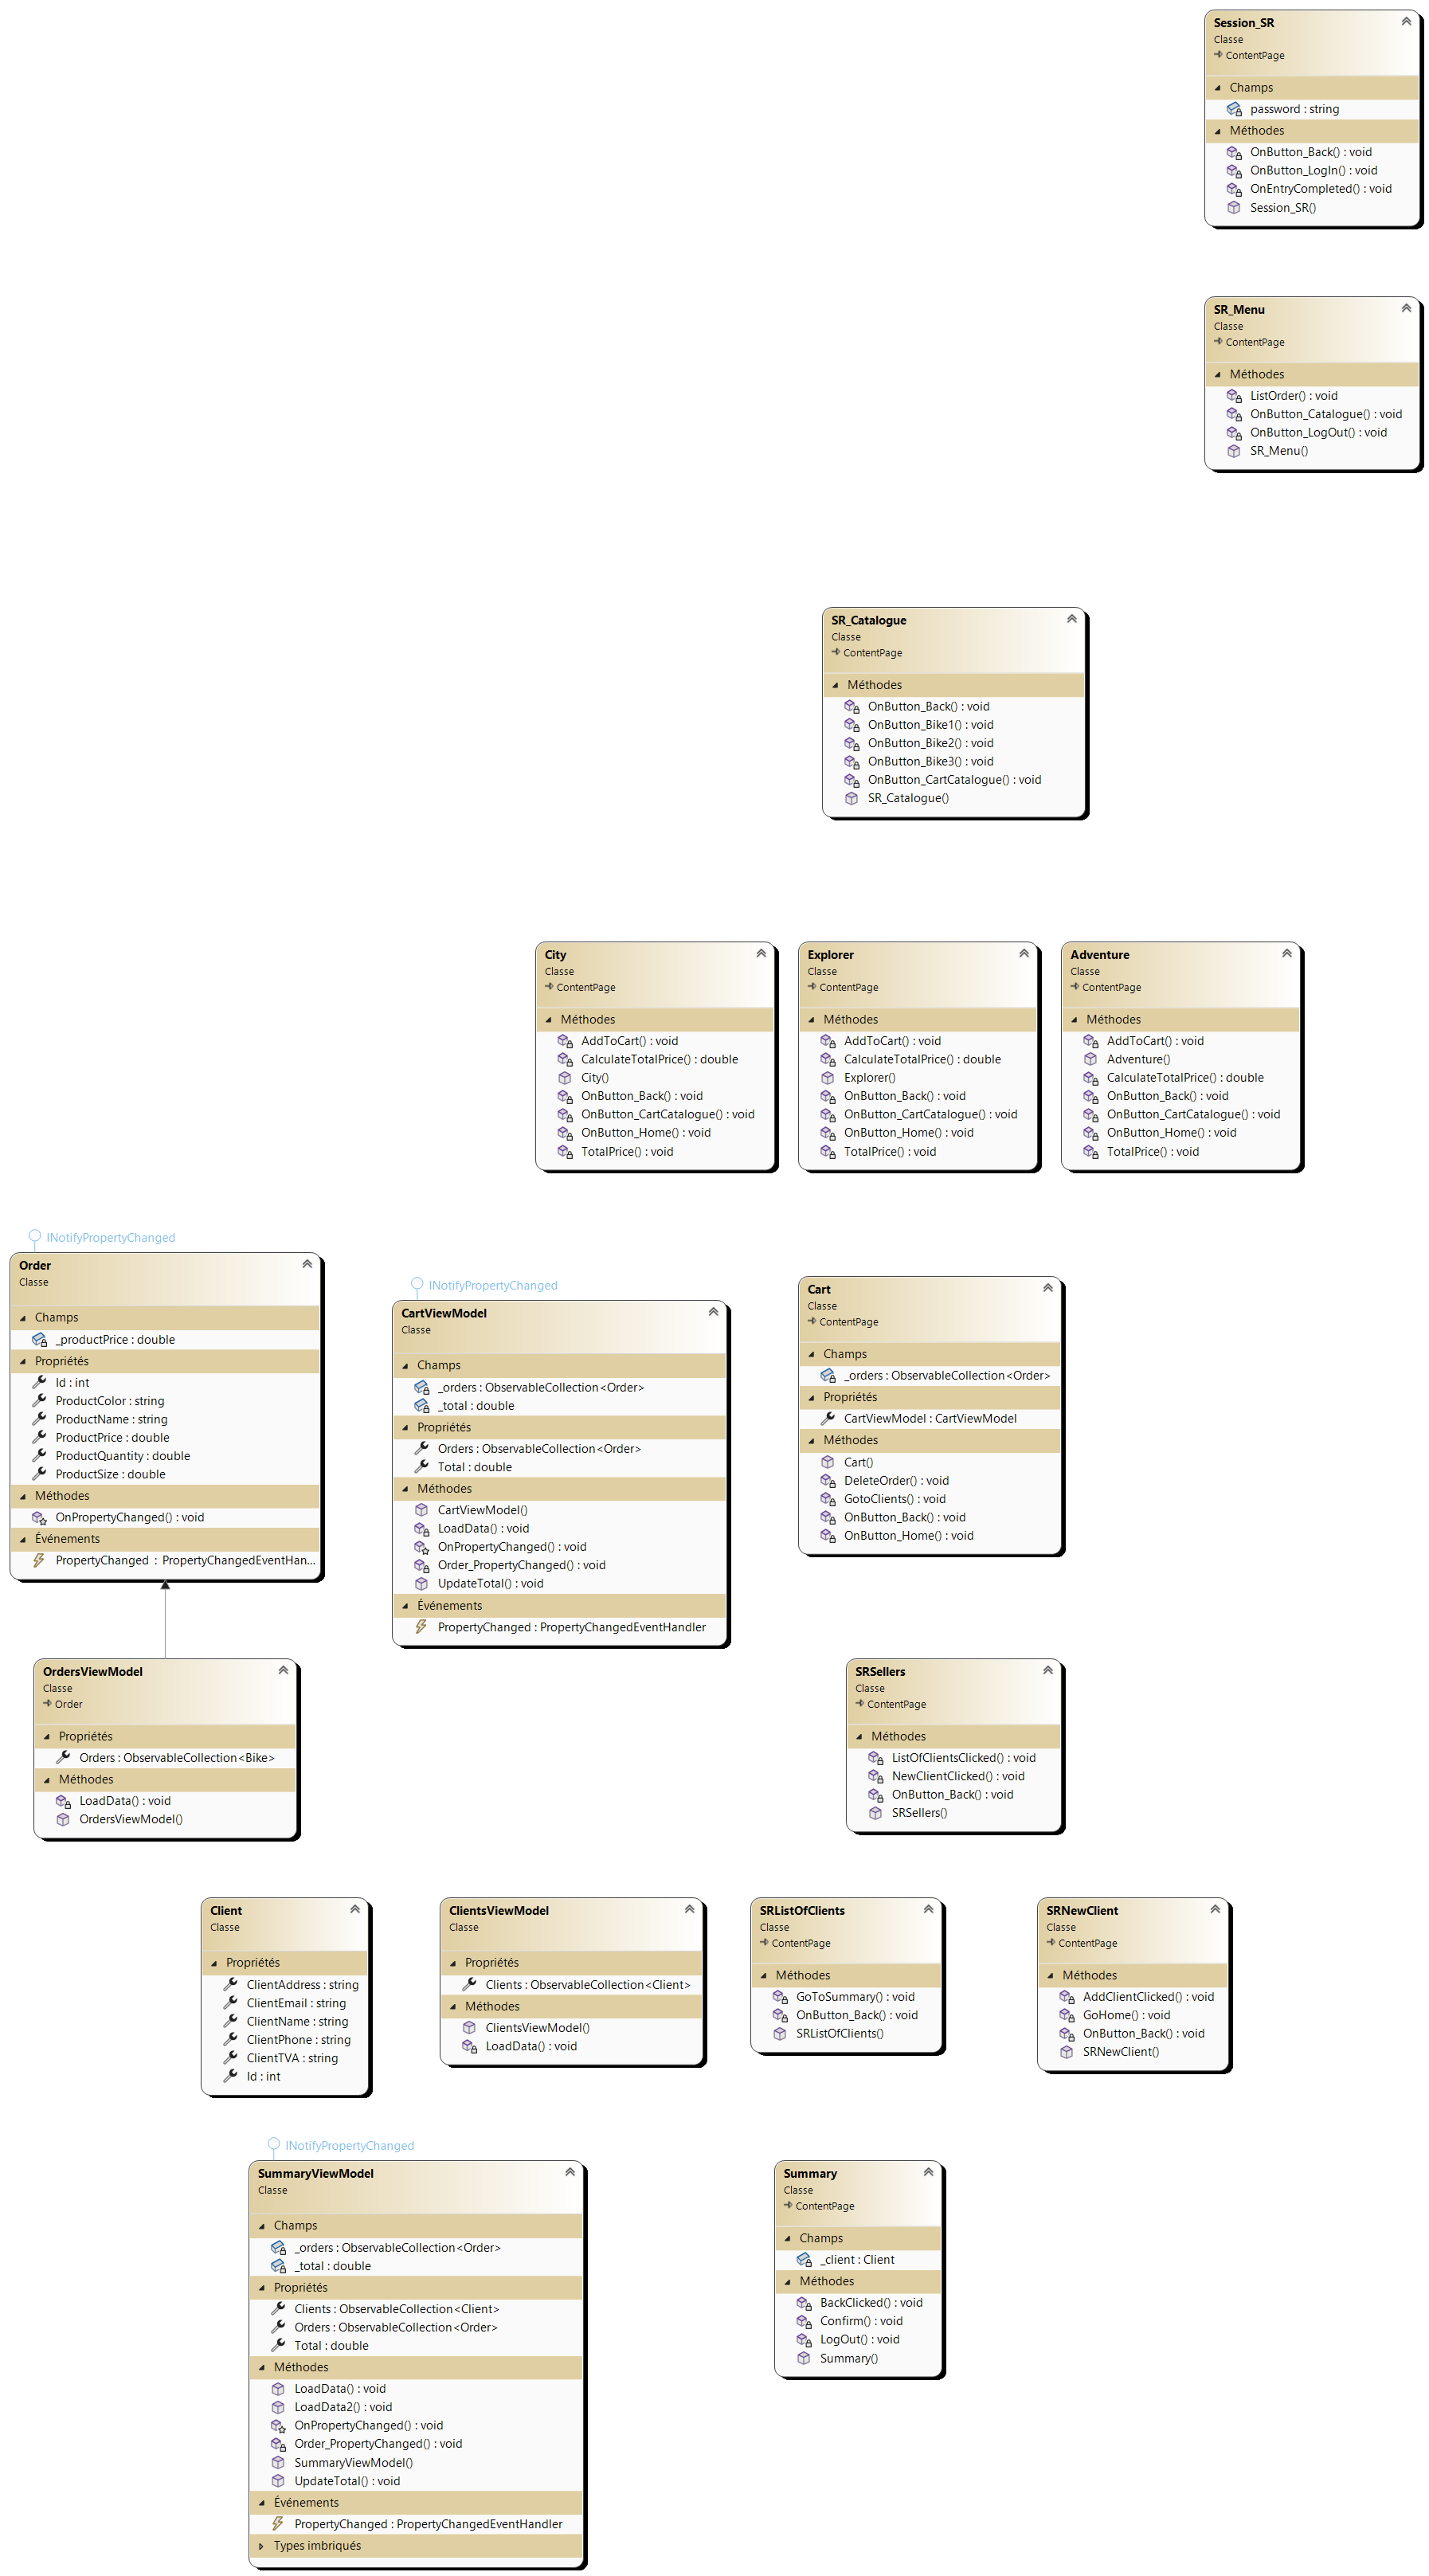 Session_SR
Classe
ContentPage
Champs
password : string
Méthodes
OnButton_Back() : void
OnButton_LogIn() : void
OnEntryCompleted() : void
Session_SR()
SR_Menu
Classe
ContentPage
Méthodes
ListOrder() : void
OnButton_Catalogue() : void
OnButton_LogOut() : void
SR_Menu()
SR_Catalogue
Classe
ContentPage
Méthodes
OnButton_Back() : void
OnButton_Bike1() : void
OnButton_Bike2() : void
OnButton_Bike3() : void
OnButton_CartCatalogue() : void
SR_Catalogue()
City
Classe
ContentPage
Méthodes
AddToCart() : void
CalculateTotalPrice() : double
City()
OnButton_Back() : void
OnButton_CartCatalogue() : void
OnButton_Home() : void
TotalPrice() : void
Explorer
Classe
ContentPage
Méthodes
AddToCart() : void
CalculateTotalPrice() : double
Explorer()
OnButton_Back() : void
OnButton_CartCatalogue() : void
OnButton_Home() : void
TotalPrice() : void
Adventure
Classe
ContentPage
Méthodes
AddToCart() : void
Adventure()
CalculateTotalPrice() : double
OnButton_Back() : void
OnButton_CartCatalogue() : void
OnButton_Home() : void
TotalPrice() : void
INotifyPropertyChanged
Order
Classe
Champs
_productPrice : double
Propriétés
Id : int
ProductColor : string
ProductName : string
ProductPrice : double
ProductQuantity : double
ProductSize : double
Méthodes
OnPropertyChanged() : void
Événements
PropertyChanged : PropertyChangedEventHan...
INotifyPropertyChanged
CartViewModel
Classe
Champs
_orders : ObservableCollection<Order>
_total : double
Propriétés
Orders : ObservableCollection<Order>
Total : double
Méthodes
CartViewModel()
LoadData() : void
OnPropertyChanged() : void
Order_PropertyChanged() : void
UpdateTotal() : void
Événements
PropertyChanged : PropertyChangedEventHandler
Cart
Classe
ContentPage
Champs
_orders : ObservableCollection<Order>
Propriétés
CartViewModel : CartViewModel
Méthodes
Cart()
DeleteOrder() : void
GotoClients() : void
OnButton_Back() : void
OnButton_Home() : void
OrdersViewModel
Classe
Order
Propriétés
Orders : ObservableCollection<Bike>
Méthodes
LoadData() : void
OrdersViewModel()
SRSellers
Classe
ContentPage
Méthodes
ListOfClientsClicked() : void
NewClientClicked() : void
OnButton_Back() : void
SRSellers()
Client
Classe
Propriétés
ClientAddress : string
ClientEmail : string
ClientName : string
ClientPhone : string
ClientTVA : string
Id : int
ClientsViewModel
Classe
Propriétés
Clients : ObservableCollection<Client>
Méthodes
ClientsViewModel()
LoadData() : void
SRListOfClients
Classe
ContentPage
Méthodes
GoToSummary() : void
OnButton_Back() : void
SRListOfClients()
SRNewClient
Classe
ContentPage
Méthodes
AddClientClicked() : void
GoHome() : void
OnButton_Back() : void
SRNewClient()
INotifyPropertyChanged
SummaryViewModel
Classe
Champs
_orders : ObservableCollection<Order>
_total : double
Propriétés
Clients : ObservableCollection<Client>
Orders : ObservableCollection<Order>
Total : double
Méthodes
LoadData() : void
LoadData2() : void
OnPropertyChanged() : void
Order_PropertyChanged() : void
SummaryViewModel()
UpdateTotal() : void
Événements
PropertyChanged : PropertyChangedEventHandler
Types imbriqués
Summary
Classe
ContentPage
Champs
_client : Client
Méthodes
BackClicked() : void
Confirm() : void
LogOut() : void
Summary()